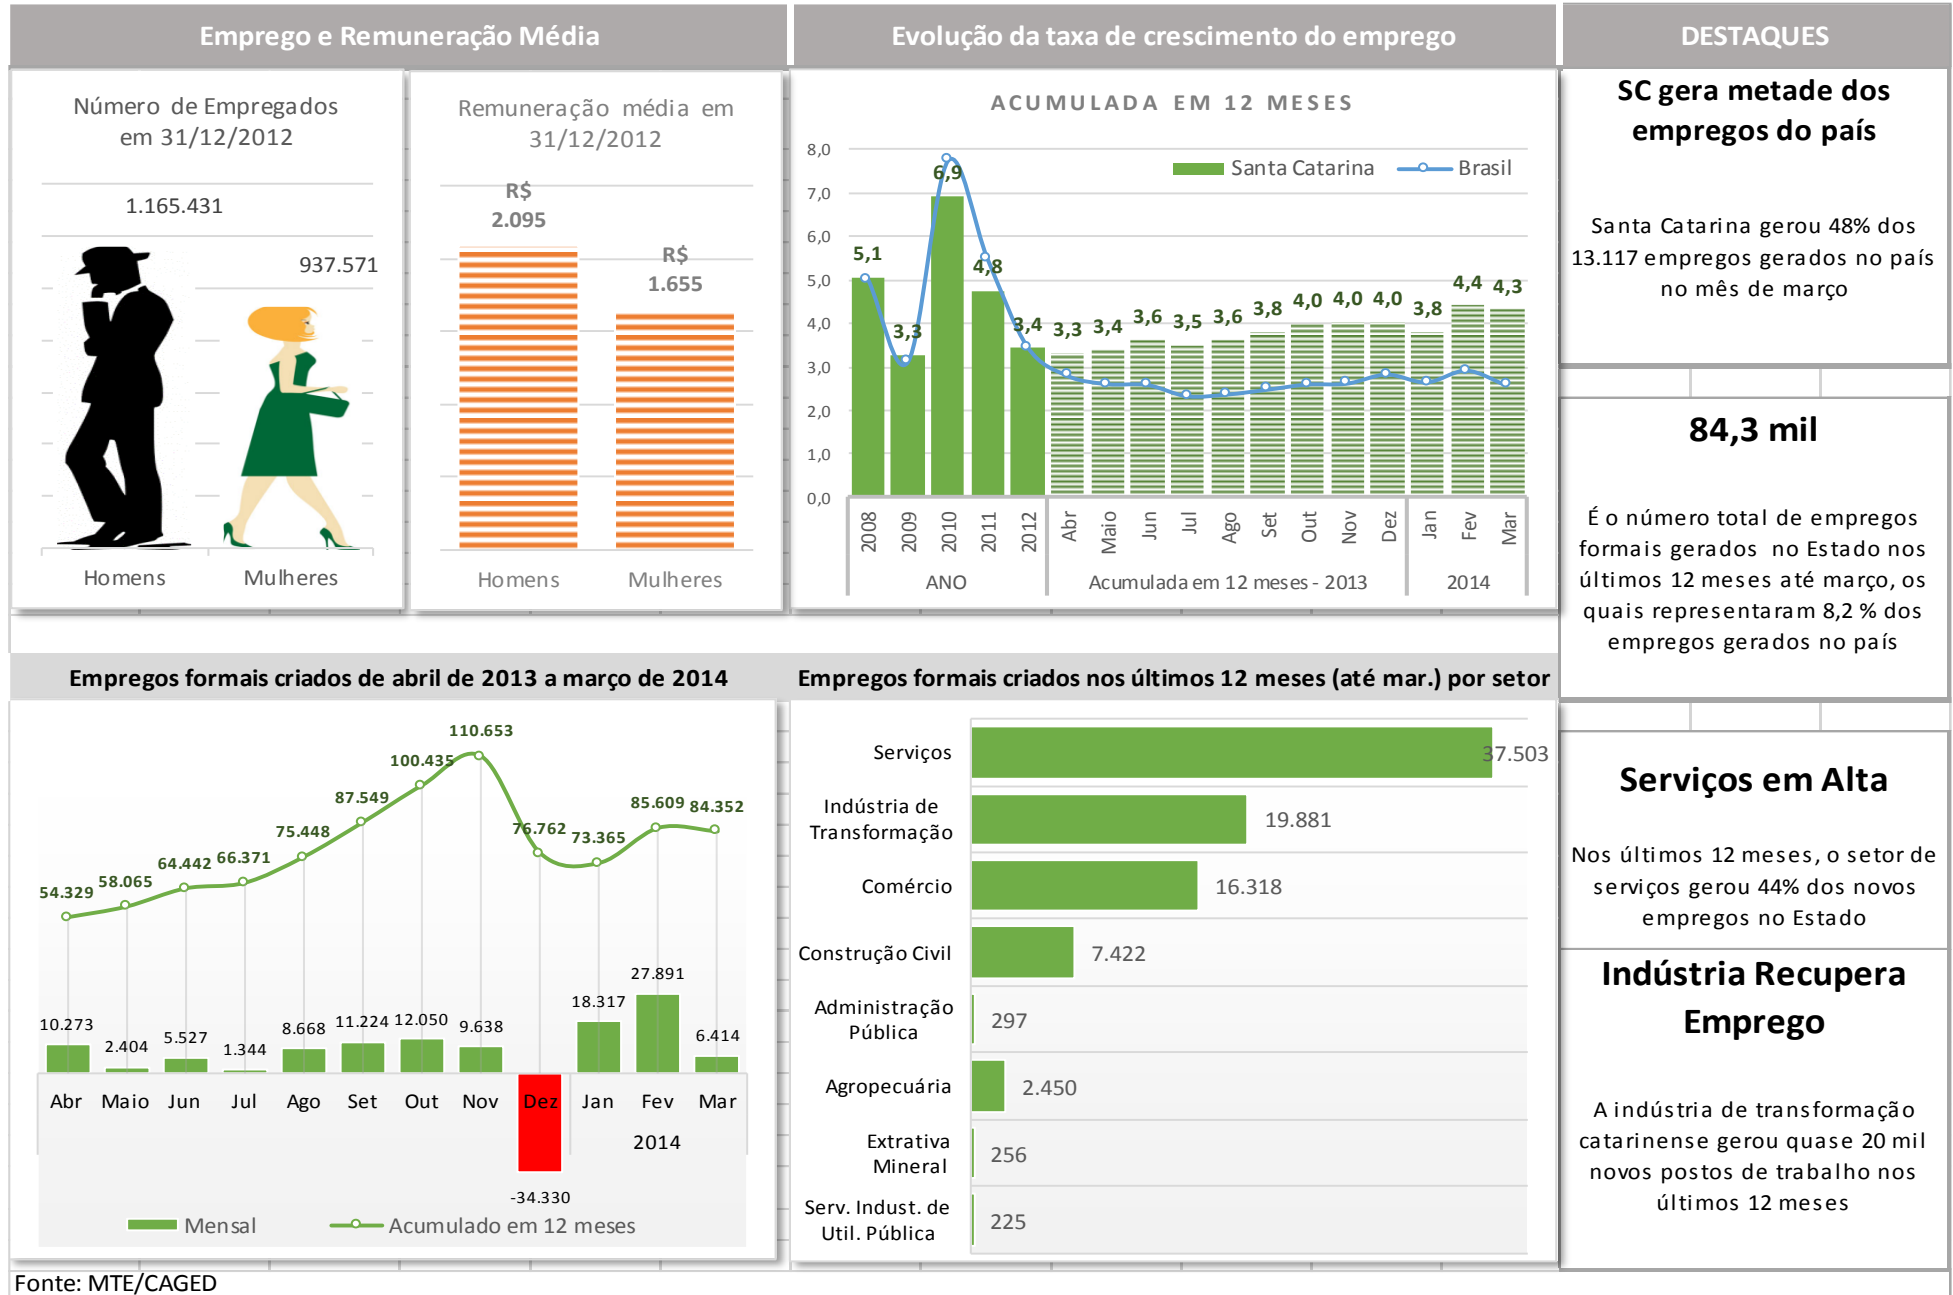 Emprego e Remuneração Média
Número de Empregados
em 31/12/2012
1.165.431
937.571
Homens
Mulheres
Remuneração média em
31/12/2012
R$
2.095
R$
1.655
Homens
Mulheres
Evolução da taxa de crescimento do emprego
ACUMULADA EM 12 MESES
Santa Catarina
Brasil
8,0
7,0
6,0
5,0
4,0
3,0
2,0
1,0
0,0
5,1
3,3
6,9
4,8
3,4
3,3
3,4
3,6
3,5
3,6
3,8
4,0
4,0
4,0
3,8
4,4
4,3
2008
2009
2010
2011
2012
Abr
Maio
Jun
Jul
Ago
Set
Out
Nov
Dez
Jan
Fev
Mar
ANO
Acumulada em 12 meses - 2013
2014
DESTAQUES
SC gera metade dos
empregos do país
Santa Catarina gerou 48% dos
13.117 empregos gerados no país
no mês de março
84,3 mil
É o número total de empregos
formais gerados no Estado nos
últimos 12 meses até março, os
quais representaram 8,2 % dos
empregos gerados no país
Serviços em Alta
Nos últimos 12 meses, o setor de
serviços gerou 44% dos novos
empregos no Estado
Indústria Recupera
Emprego
A indústria de transformação
catarinense gerou quase 20 mil
novos postos de trabalho nos
últimos 12 meses
Empregos formais criados de abril de 2013 a março de 2014
54.329
58.065
64.442
66.371
75.448
87.549
100.435
110.653
76.762
73.365
85.609
84.352
10.273
2.404
5.527
1.344
8.668
11.224
12.050
9.638
-34.330
18.317
27.891
6.414
Abr
Maio
Jun
Jul
Ago
Set
Out
Nov
Dez
Jan
Fev
Mar
2014
Mensal
Acumulado em 12 meses
Empregos formais criados nos últimos 12 meses (até mar.) por setor
Serviços
37.503
Indústria de
Transformação
19.881
Comércio
16.318
Construção Civil
7.422
Administração
Pública
297
Agropecuária
2.450
Extrativa
Mineral
256
Serv. Indust. de
Util. Pública
225
Fonte: MTE/CAGED